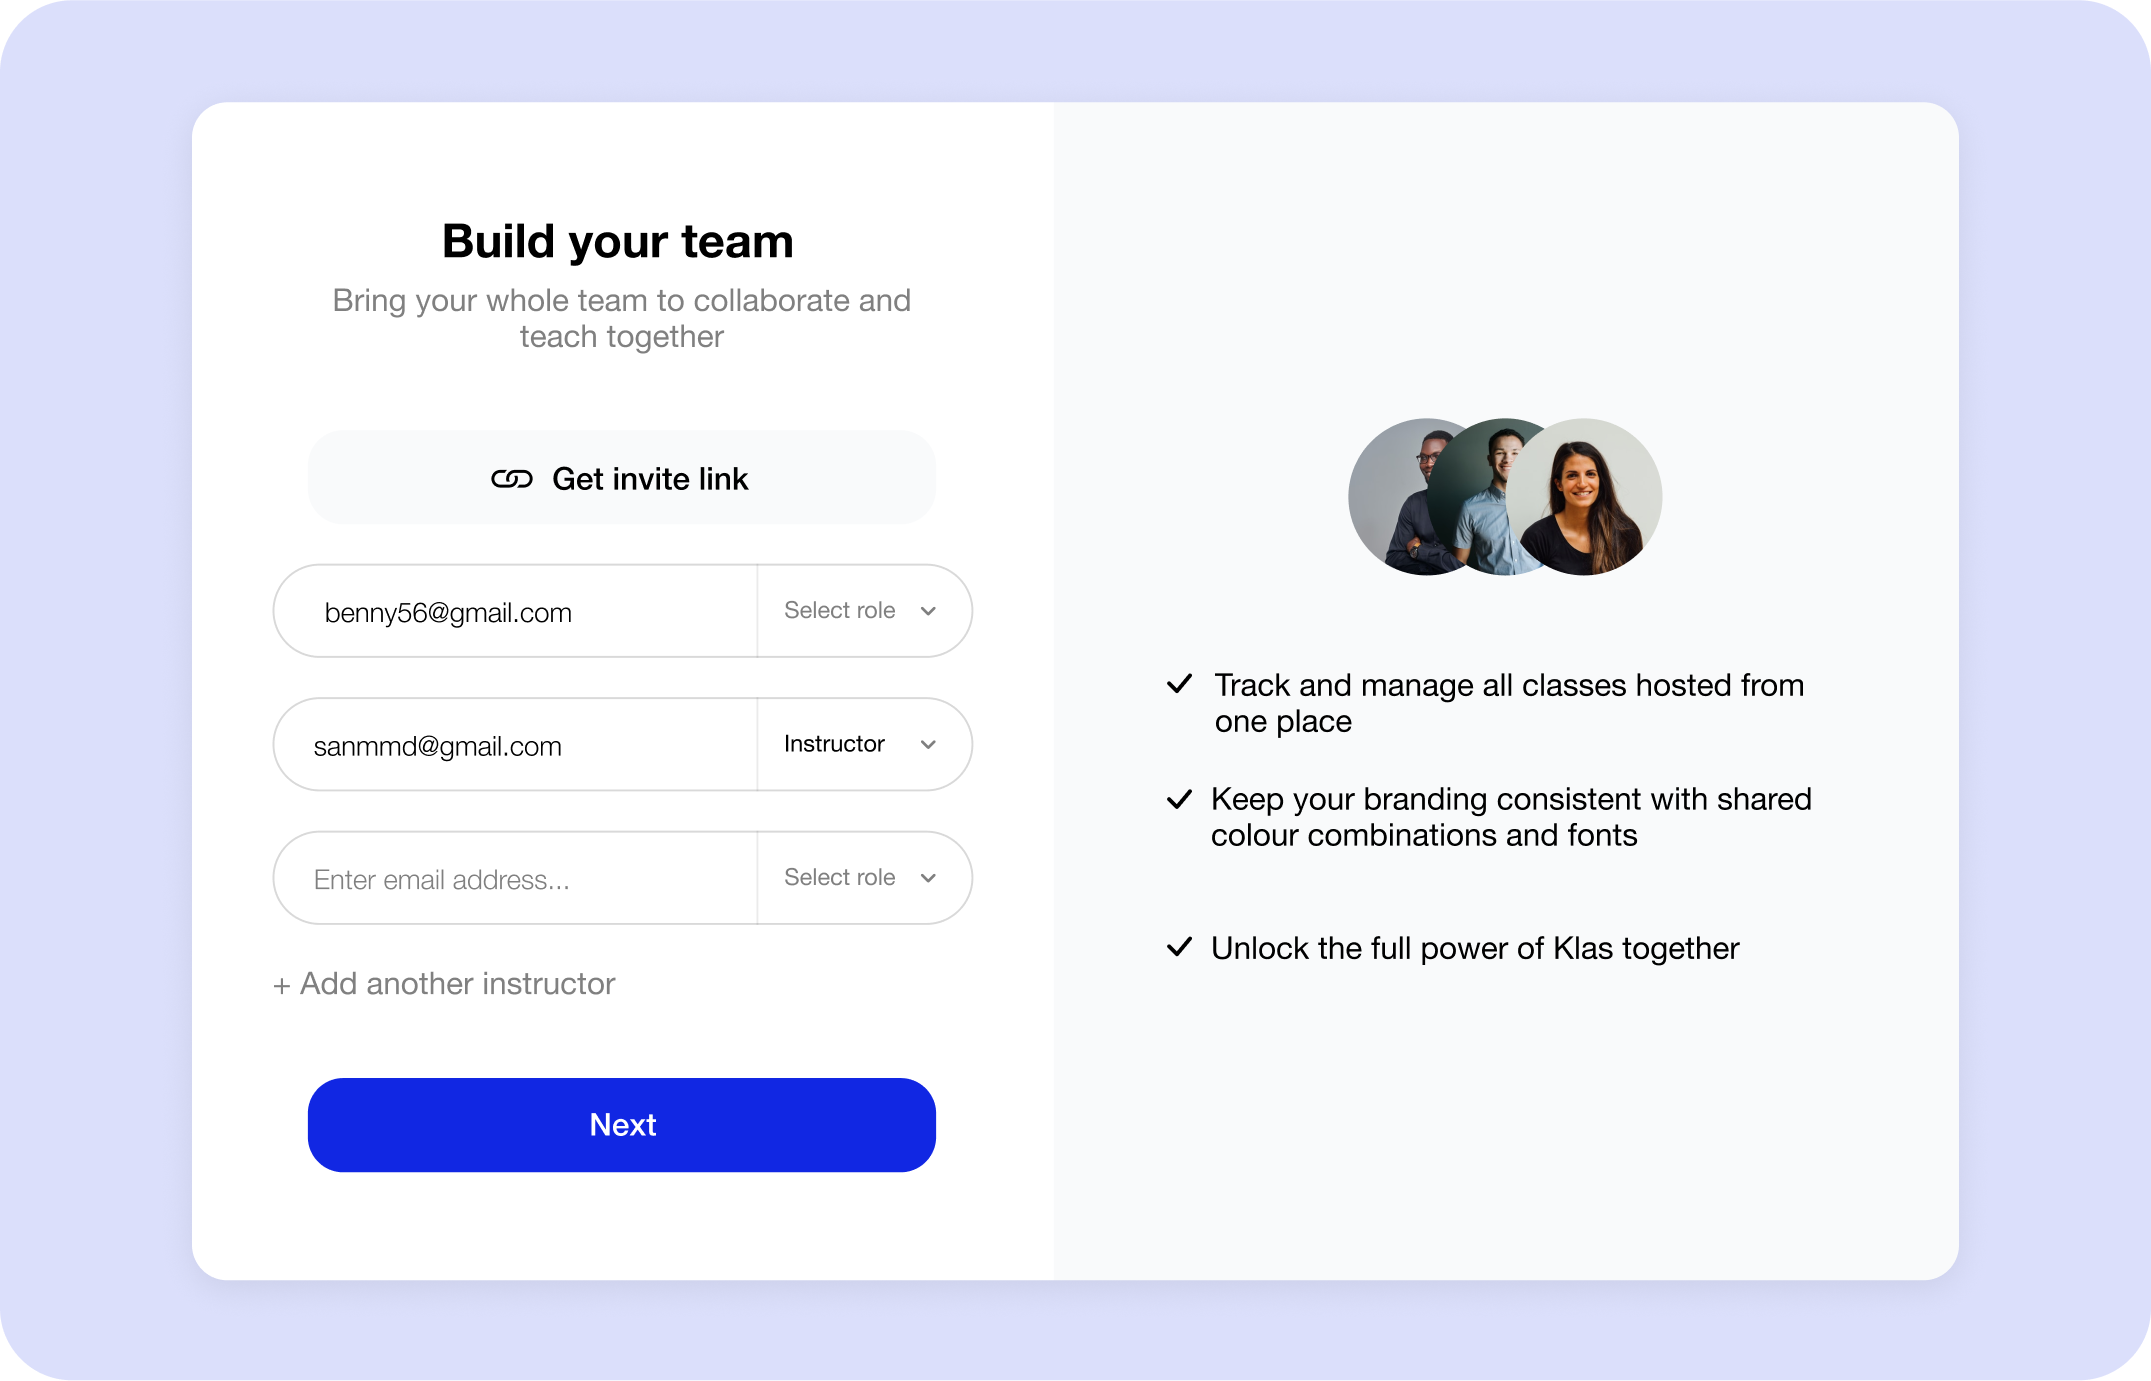 Build your team
Bring your whole team to collaborate and
teach together
Get invite link
benny56@gmail.com
Select role
sanmmd@gmail.com
Instructor
Enter email address...
Select role
+ Add another instructor
Next
Track and manage all classes hosted from
one place
Keep your branding consistent with shared
colour combinations and fonts
Unlock the full power of Klas together